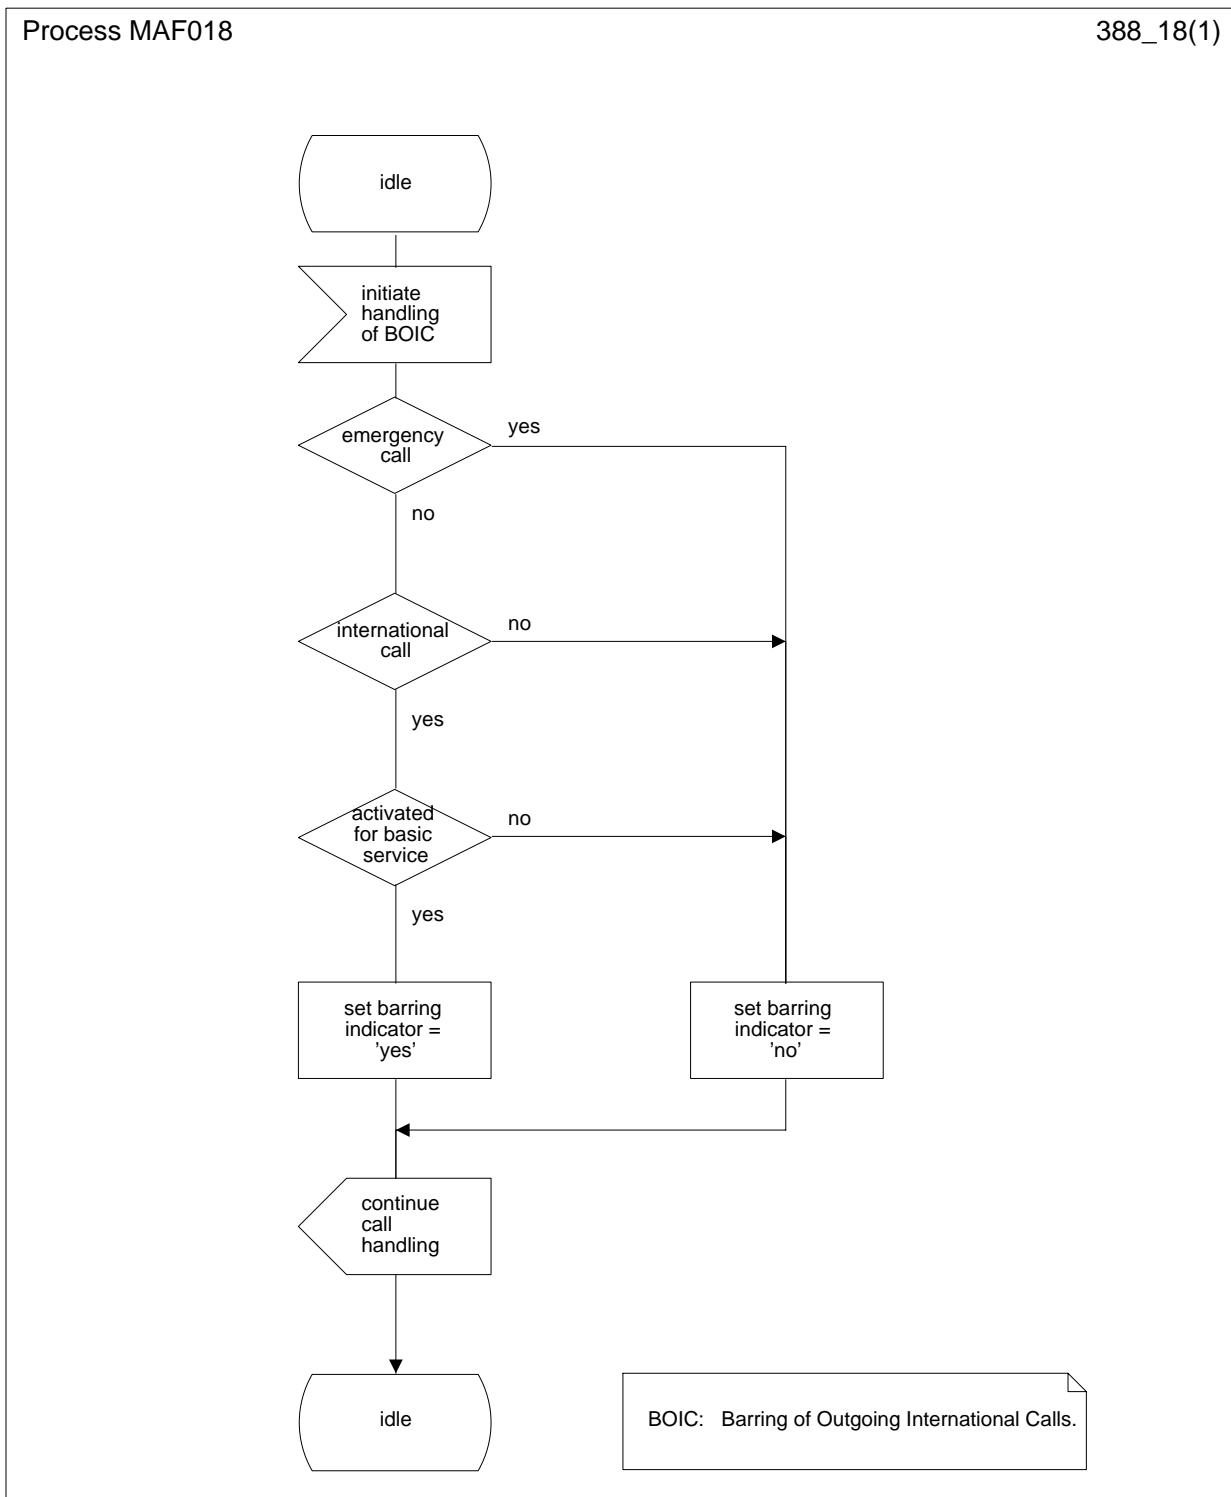 Process MAF018
388_18(1)
idle
initiate
handling
of BOIC
emergency
call
yes
no
international
call
no
yes
activated
for basic
service
no
yes
set barring
indicator =
'yes'
set barring
indicator =
'no'
continue
call
handling
idle
BOIC: Barring of Outgoing International Calls.